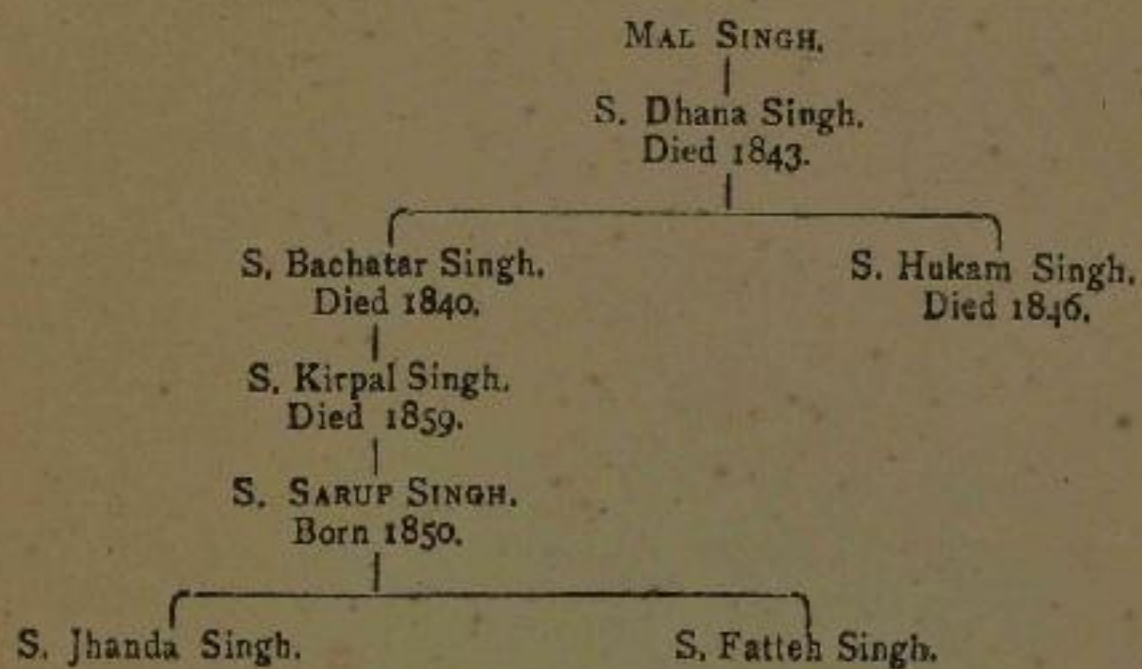 MAL SINGH.
S. Dhana Singh.
Died 1843.
S. Bachatar Singh.
Died 1840.
S. Hukam Singh.
Died 1846.
S. Kirpal Singh.
Died 1859.
S. SARUP SINGH.
Born 1850.
S. Jhanda Singh.
S. Fatteh Singh.